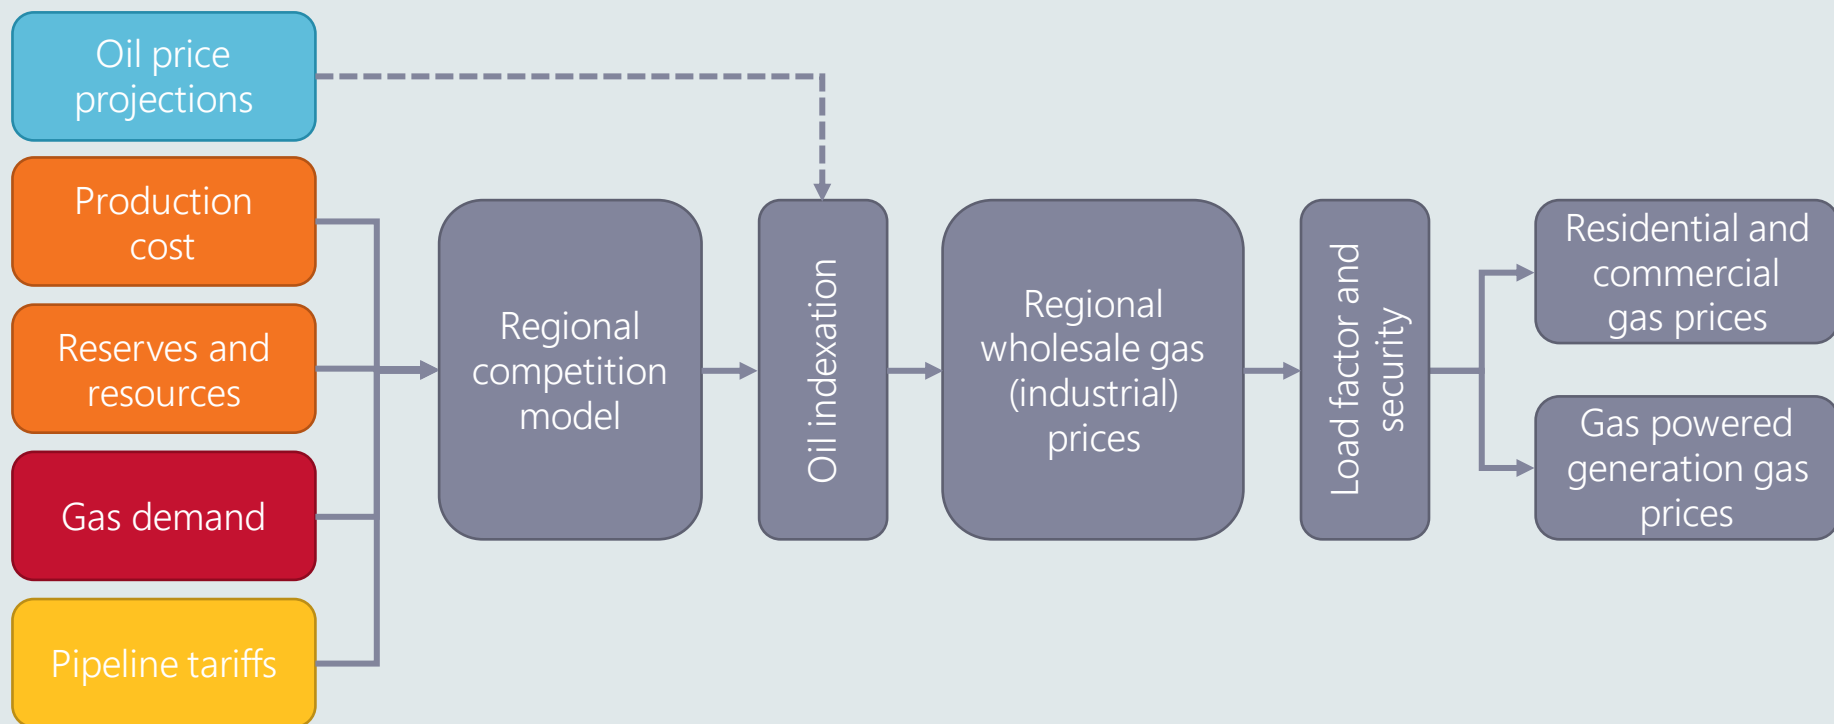 Oil price
projections
Production
cost
Reserves and
resources
Gas demand
Pipeline tariffs
Regional
competition
model
Oil indexation
Regional
wholesale gas
(industrial)
prices
Load factor and
security
Residential and
commercial
gas prices
Gas powered
generation gas
prices